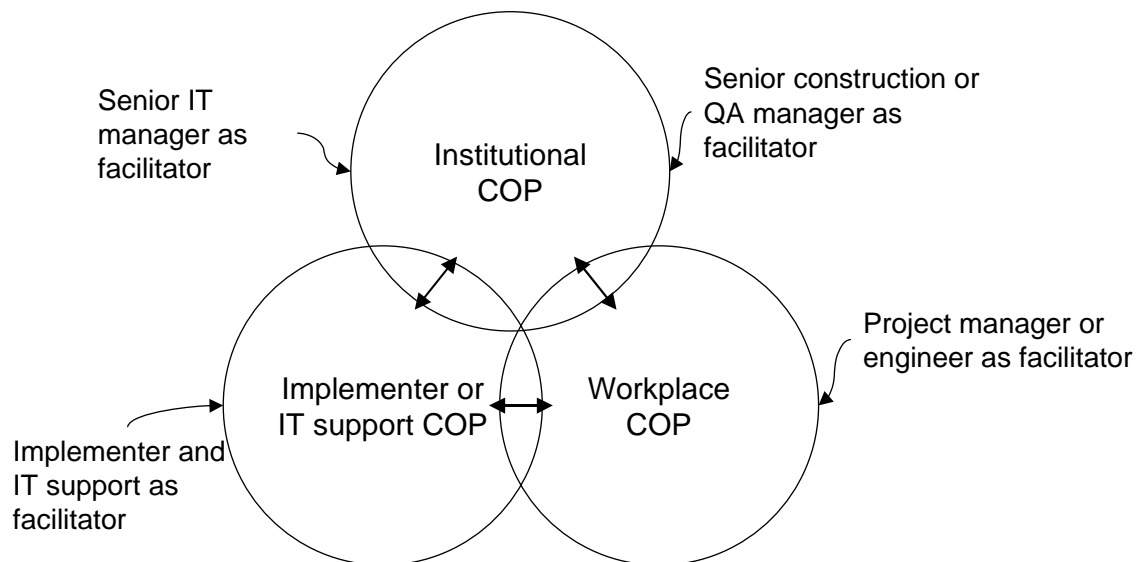 Senior IT
manager as
facilitator
Senior construction or
QA manager as
facilitator
Institutional
COP
Project manager or
engineer as facilitator
Implementer or
IT support COP
Workplace
COP
Implementer and
IT support as
facilitator